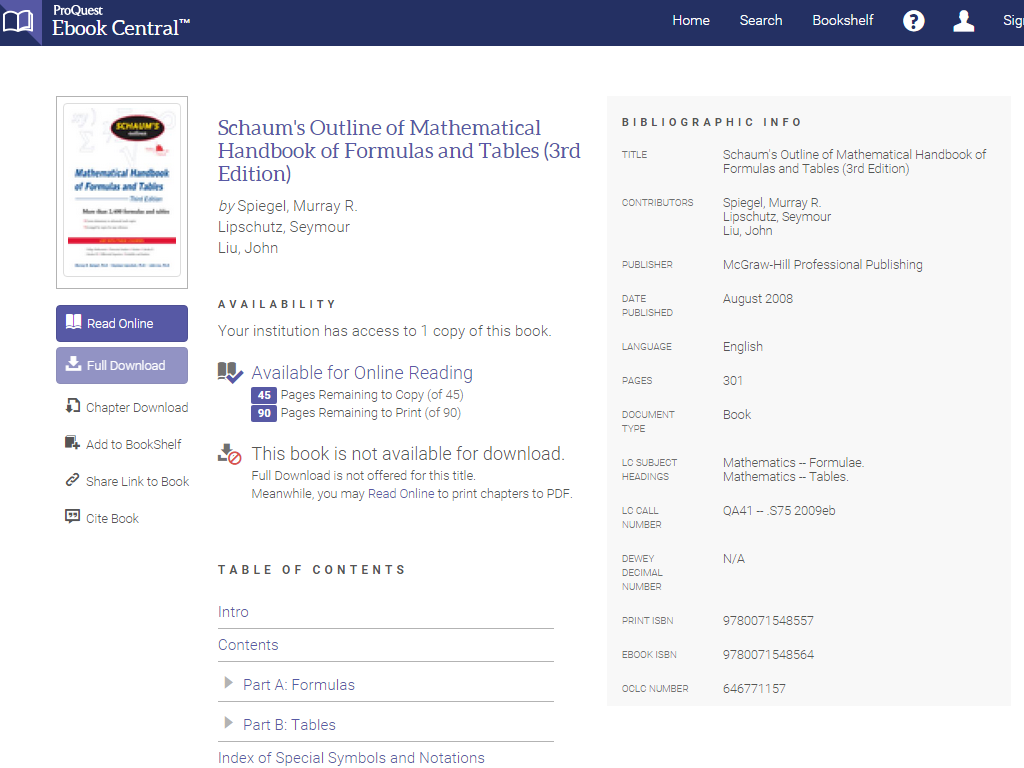 ProQuest
Ebook Central™
Home Search Bookshelf ? Sig
SCHAUM'S
outlines
Mathematical Handbook
of Formulas and Tables
Third Edition
Schaum's Outline of Mathematical
Handbook of Formulas and Tables (3rd
Edition)
by Spiegel, Murray R.
Lipschutz, Seymour
Liu, John
Read Online
Full Download
Chapter Download
Add to BookShelf
Share Link to Book
Cite Book
AVAILABILITY
Your institution has access to 1 copy of this book.
Available for Online Reading
45 Pages Remaining to Copy (of 45)
90 Pages Remaining to Print (of 90)
This book is not available for download.
Full Download is not offered for this title.
Meanwhile, you may Read Online to print chapters to PDF.
TABLE OF CONTENTS
Intro
Contents
Part A: Formulas
Part B: Tables
Index of Special Symbols and Notations
BIBLIOGRAPHIC INFO
TITLE
Schaum's Outline of Mathematical Handbook of
Formulas and Tables (3rd Edition)
CONTRIBUTORS
Spiegel, Murray R.
Lipschutz, Seymour
Liu, John
PUBLISHER
McGraw-Hill Professional Publishing
DATE
PUBLISHED
August 2008
LANGUAGE
English
PAGES
301
DOCUMENT
TYPE
Book
LC SUBJECT
HEADINGS
Mathematics -- Formulae.
Mathematics -- Tables.
LC CALL
NUMBER
QA41 -- .S75 2009eb
DEWEY
DECIMAL
NUMBER
N/A
PRINT ISBN
9780071548557
EBOOK ISBN
9780071548564
OCLC NUMBER
646771157